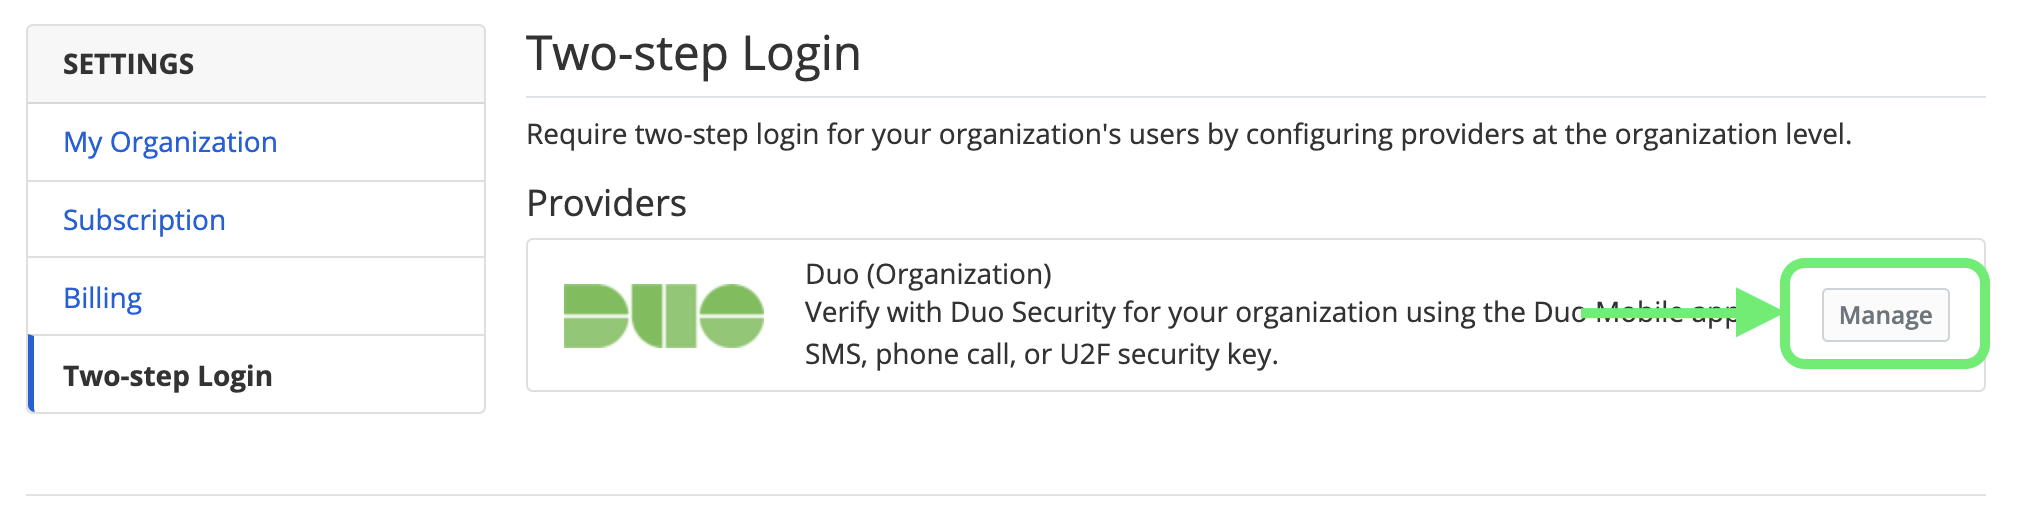 SETTINGS
My Organization
Subscription
Billing
Two-step Login
Two-step Login
Require two-step login for your organization's users by configuring providers at the organization level.
Providers
DUO
Duo (Organization)
Verify with Duo Security for your organization using the Duo Mobile app
SMS, phone call, or U2F security key.
Manage